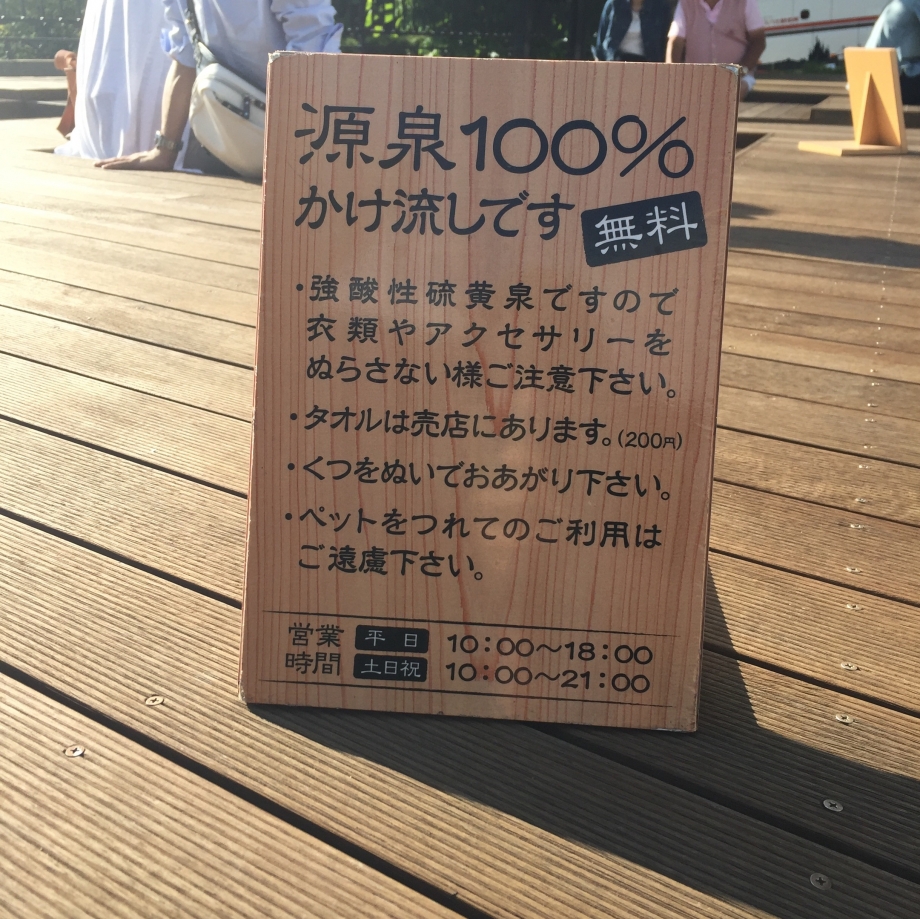 源泉100%
かけ流しです 無料
・強酸性硫黄泉ですので
衣類やアクセサリーを
ぬらさない様ご注意下さい。
・タオルは売店にあります。(200円)
・くつをぬいでおあがり下さい。
・ペットをつれてのご利用は
ご遠慮下さい。
営業 平日 10:00〜18:00
時間 土日祝 10:00〜21:00